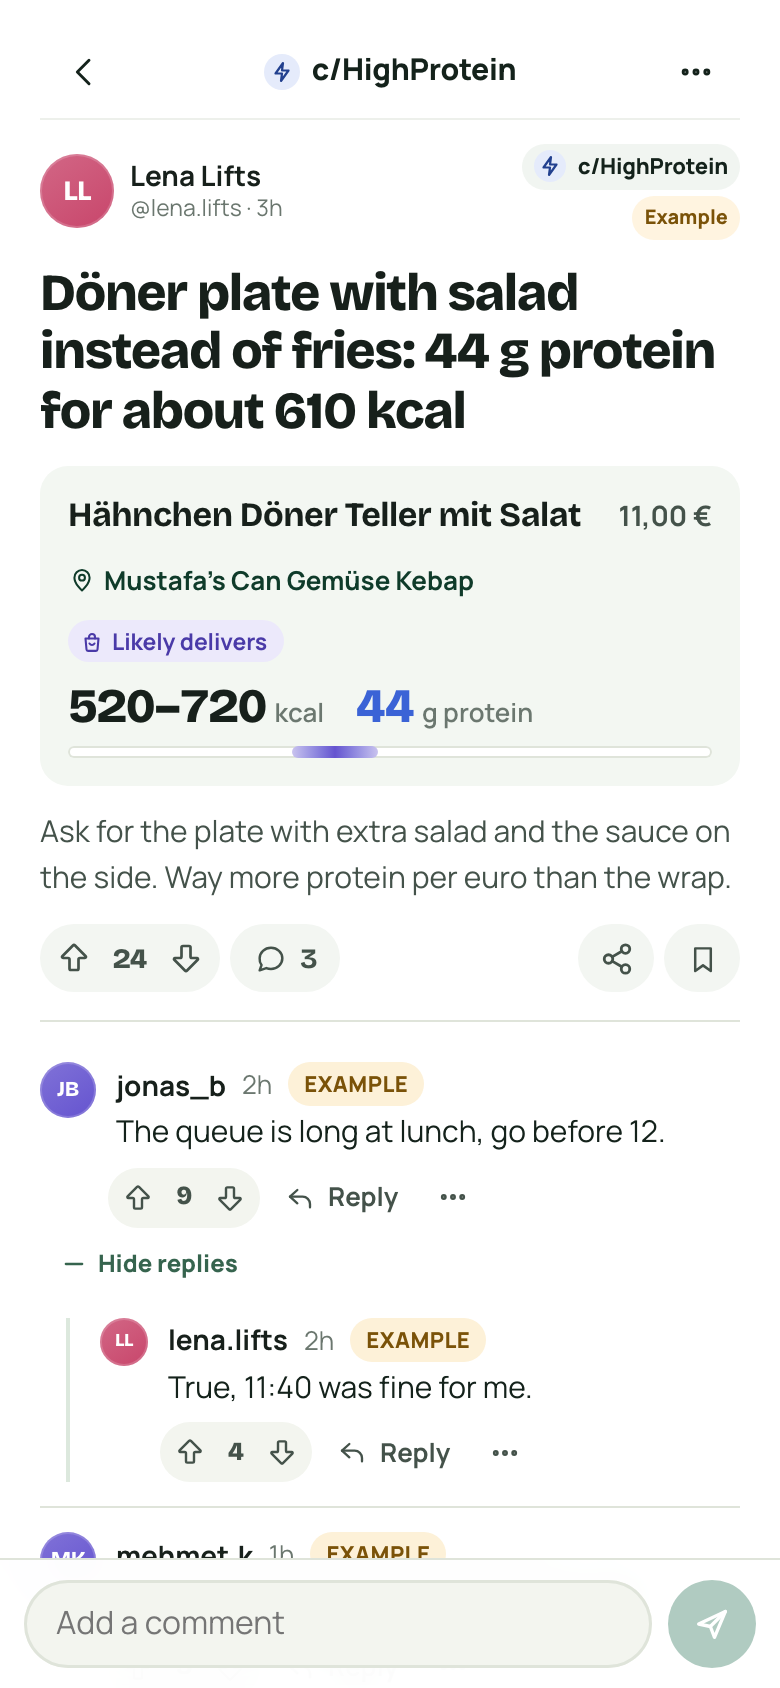 c/HighProtein
LL
Lena Lifts
@lena.lifts · 3h
c/HighProtein
Example
Döner plate with salad
instead of fries: 44 g protein
for about 610 kcal
Hähnchen Döner Teller mit Salat 11,00 €
Mustafa's Can Gemüse Kebap
Likely delivers
520–720 kcal 44 g protein
Ask for the plate with extra salad and the sauce on
the side. Way more protein per euro than the wrap.
24 3
JB jonas_b 2h EXAMPLE
The queue is long at lunch, go before 12.
9 Reply
Hide replies
LL lena.lifts 2h EXAMPLE
True, 11:40 was fine for me.
4 Reply
MK mehmet.k 1h EXAMPLE
Add a comment